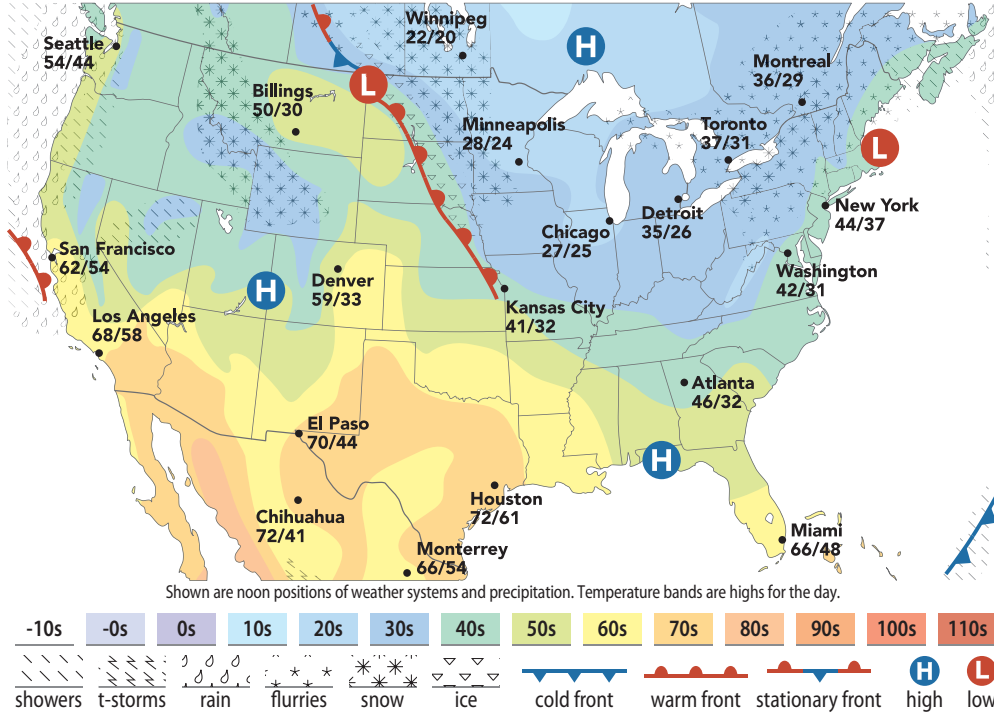 Winnipeg
22/20
H
Seattle
54/44
Montreal
36/29
Billings
50/30
L
Minneapolis
28/24
Toronto
37/31
L
New York
44/37
Chicago
27/25
Detroit
35/26
San Francisco
62/54
Washington
42/31
H
Denver
59/33
Kansas City
41/32
Los Angeles
68/58
Atlanta
46/32
El Paso
70/44
H
Houston
72/61
Chihuahua
72/41
Miami
66/48
Monterrey
66/54
Shown are noon positions of weather systems and precipitation. Temperature bands are highs for the day.
-10s -0s 0s 10s 20s 30s 40s 50s 60s 70s 80s 90s 100s 110s
H L
showers t-storms rain flurries snow ice cold front warm front stationary front high low